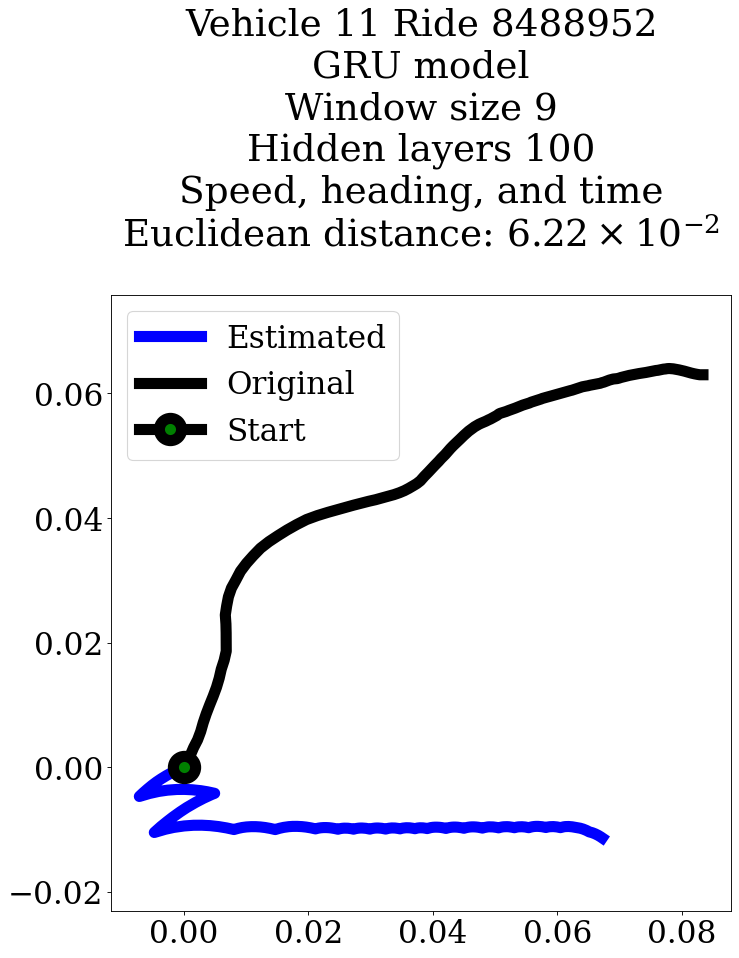 Vehicle 11 Ride 8488952
GRU model
Window size 9
Hidden layers 100
Speed, heading, and time
Euclidean distance: 6.22 × 10⁻²
Estimated
Original
Start
0.06
0.04
0.02
0.00
−0.02
0.00 0.02 0.04 0.06 0.08